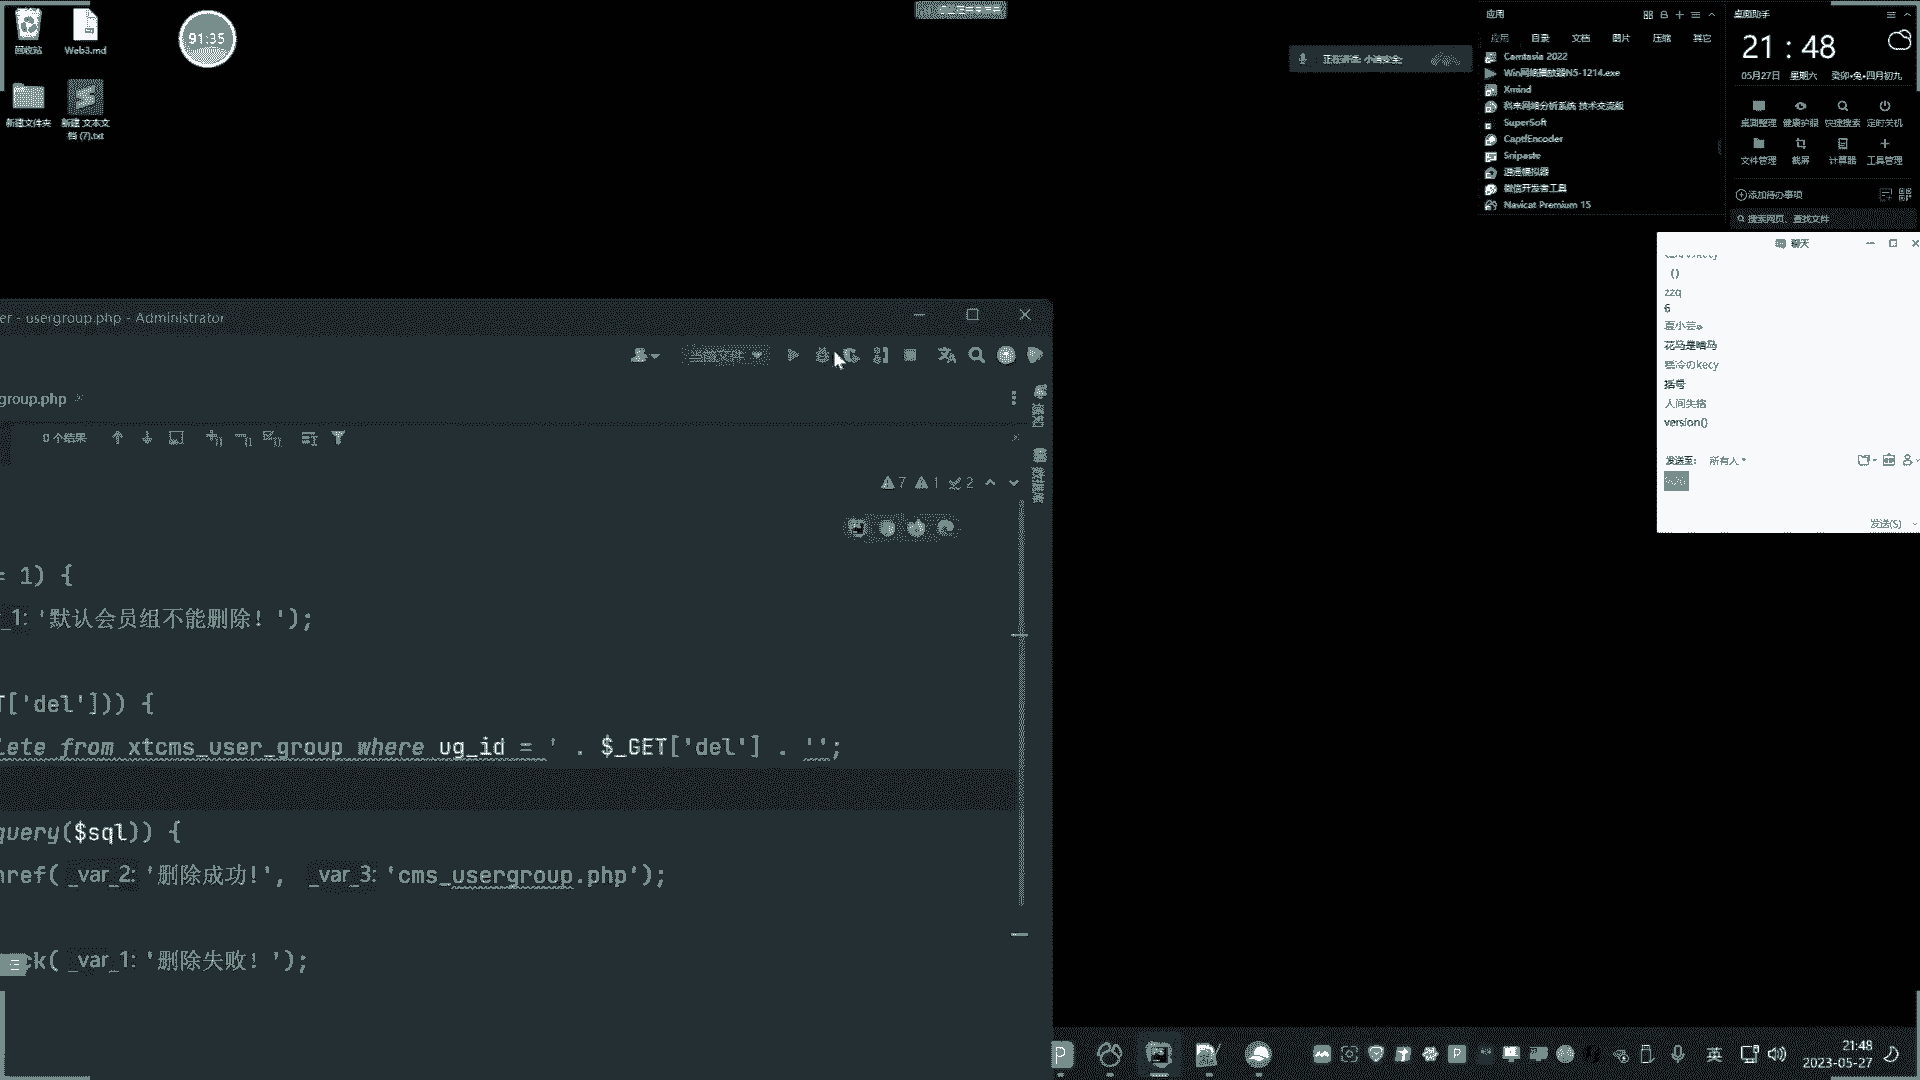 回收站
Web3.md
新建文件夹
新建 文本文
档 (7).txt
91:35
正在讲话: 小迪安全;
应用
应用 目录 文档 图片 压缩 其它
Camtasia 2022
Win网络播放器N5-1214.exe
Xmind
科来网络分析系统 技术交流版
SuperSoft
CaptfEncoder
Snipaste
逍遥模拟器
微信开发者工具
Navicat Premium 15
桌面助手
21 : 48
05月27日 星期六 癸卯•兔•四月初九
桌面整理 健康护眼 快捷搜索 定时关机
文件管理 截屏 计算器 工具管理
添加待办事项
搜索网页、查找文件
聊天
()
zzq
6
夏小芸。
花鸟是啥鸟
糕冷のkecy
括号
人间失格
version()
发送至: 所有人
发送(S)
er - usergroup.php - Administrator
当前文件
group.php
0 个结果
7 1 2
数据库
= 1) {
_1: '默认会员组不能删除! ');
T['del'])) {
lete from xtcms_user_group where ug_id = ' . $_GET['del'] . '';
query($sql)) {
href( _var_2: '删除成功!', _var_3: 'cms_usergroup.php');
ck( _var_1: '删除失败! ');
英
21:48
2023-05-27